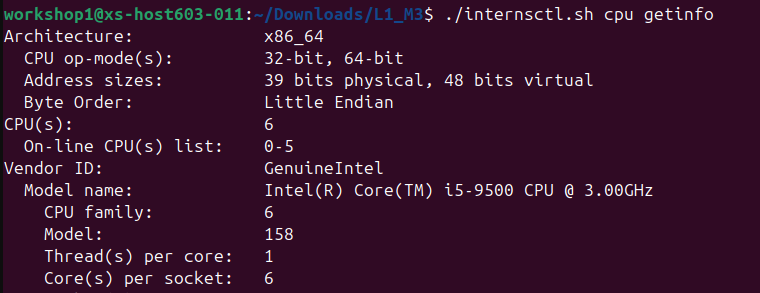 workshop1@xs-host603-011:~/Downloads/L1_M3$ ./internsctl.sh cpu getinfo
Architecture:            x86_64
  CPU op-mode(s):        32-bit, 64-bit
  Address sizes:         39 bits physical, 48 bits virtual
  Byte Order:            Little Endian
CPU(s):                  6
  On-line CPU(s) list:   0-5
Vendor ID:               GenuineIntel
  Model name:            Intel(R) Core(TM) i5-9500 CPU @ 3.00GHz
    CPU family:          6
    Model:               158
    Thread(s) per core:  1
    Core(s) per socket:  6